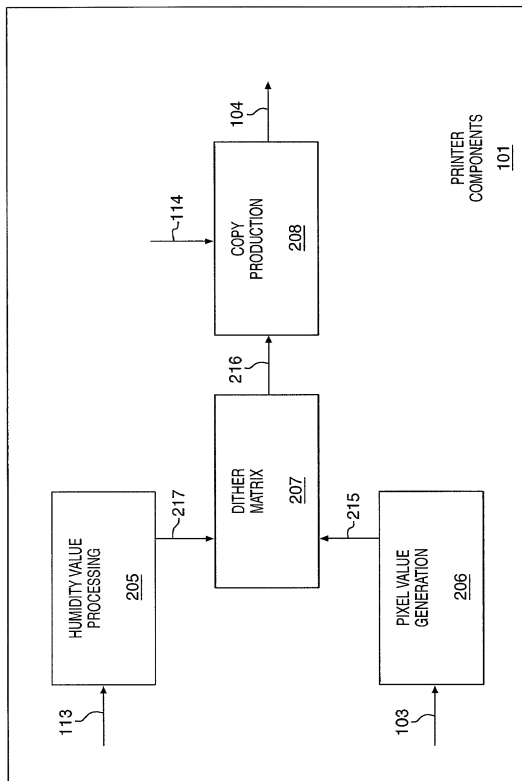 113
HUMIDITY VALUE
PROCESSING
205
217
103
PIXEL VALUE
GENERATION
206
215
DITHER
MATRIX
207
216
114
COPY
PRODUCTION
208
104
PRINTER
COMPONENTS
101